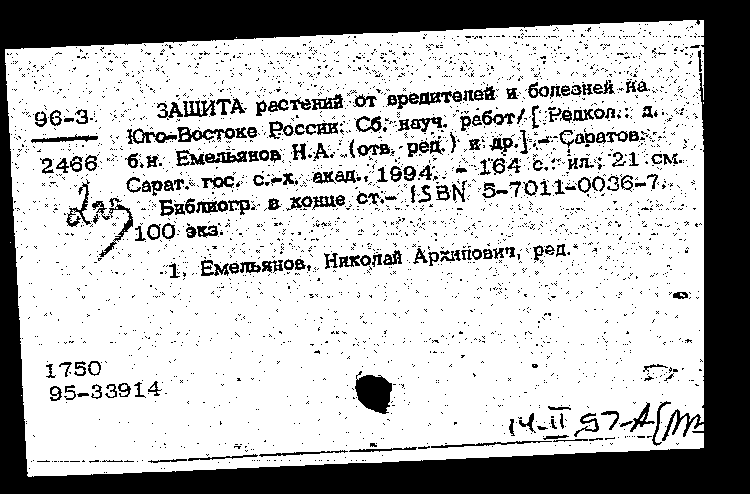 96-3
2466
ЗАЩИТА растений от вредителей и болезней на
Юго-Востоке России: Сб. науч. работ/[ Редкол.: д.
б.н. Емельянов Н.А. (отв. ред.) и др.].- Саратов:
Сарат. гос. с.-х. акад., 1994. - 164 с.: ил.; 21 см.
Библиогр. в конце ст.- ISBN 5-7011-0036-7.
100 экз.
1. Емельянов, Николай Архипович, ред.
1750
95-33914
14-II 97-А